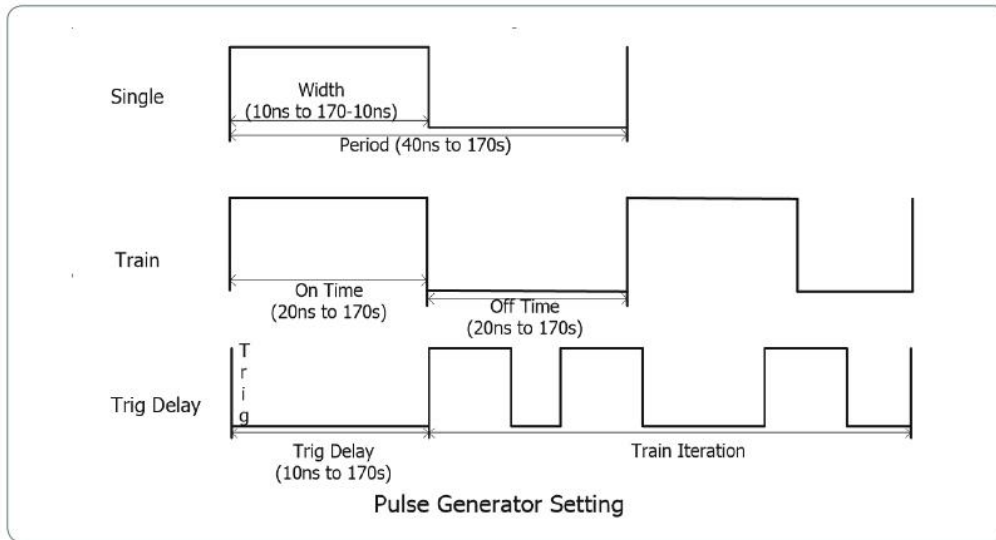 Single
Width
(10ns to 170-10ns)
Period (40ns to 170s)
Train
On Time
(20ns to 170s)
Off Time
(20ns to 170s)
Trig
Trig Delay
Trig Delay
(10ns to 170s)
Train Iteration
Pulse Generator Setting